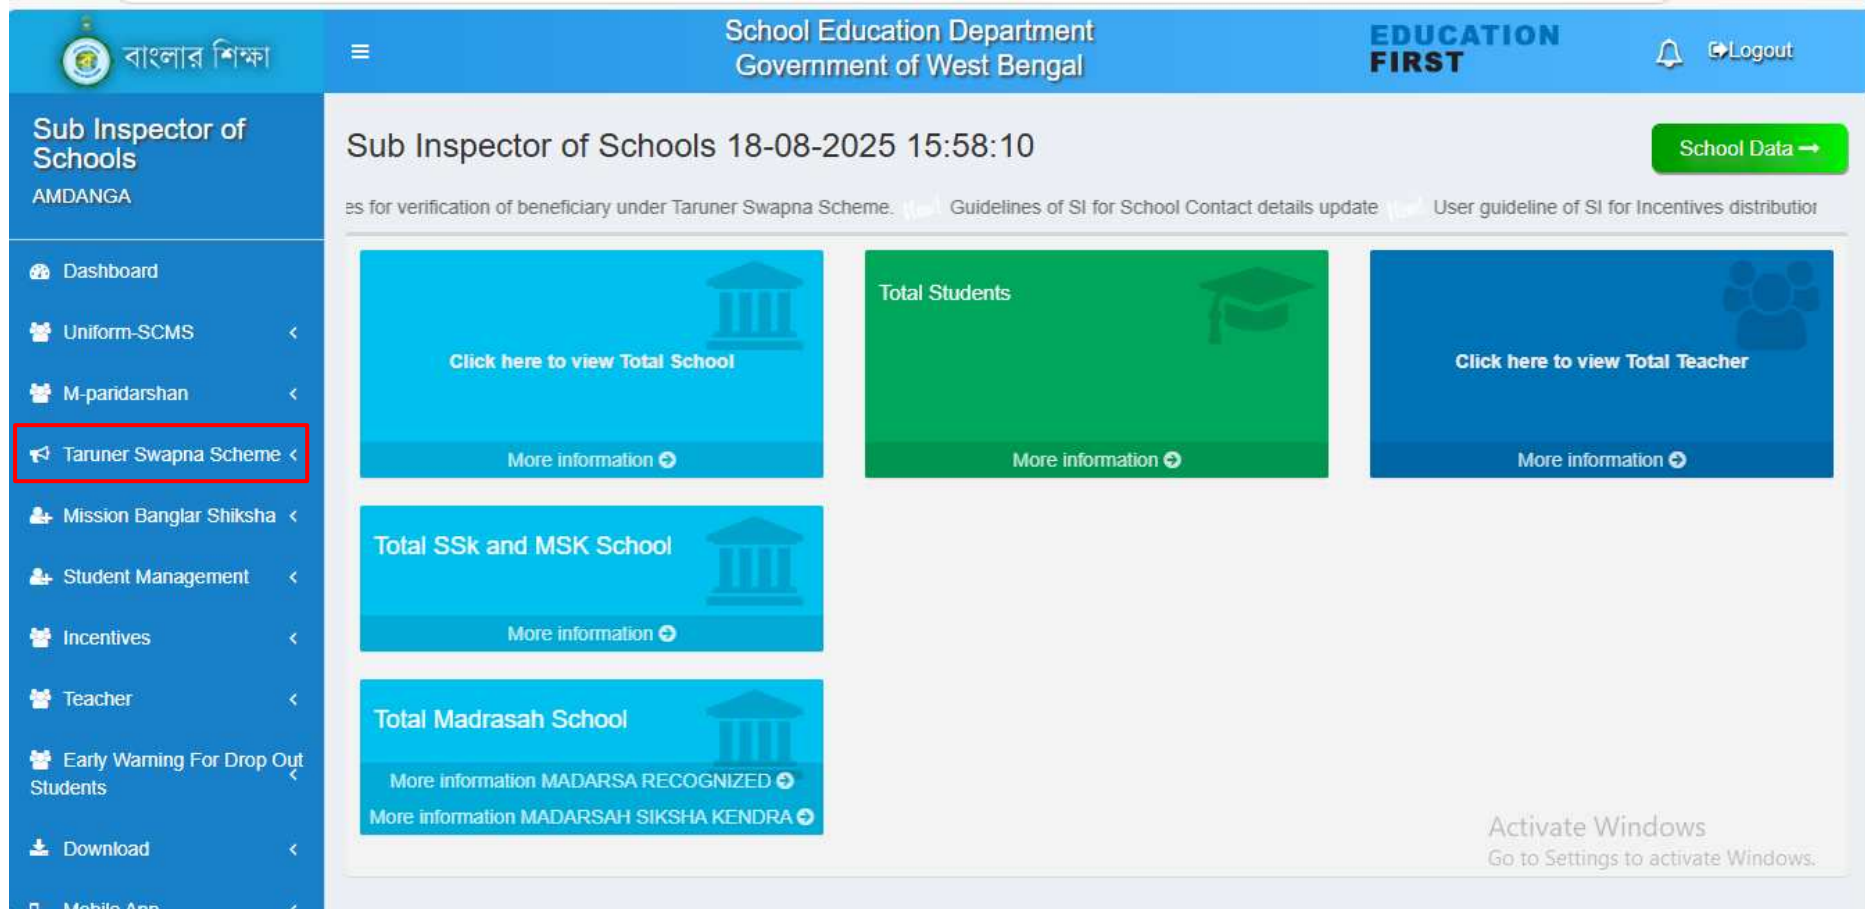 বাংলার শিক্ষা
School Education Department
Government of West Bengal
EDUCATION
FIRST
Logout
Sub Inspector of
Schools
AMDANGA
Sub Inspector of Schools 18-08-2025 15:58:10
School Data
es for verification of beneficiary under Taruner Swapna Scheme. Guidelines of SI for School Contact details update User guideline of SI for Incentives distribution
Dashboard
Uniform-SCMS
M-paridarshan
Taruner Swapna Scheme
Mission Banglar Shiksha
Student Management
Incentives
Teacher
Early Warning For Drop Out
Students
Download
Mobile App
Click here to view Total School
More information
Total Students
More information
Click here to view Total Teacher
More information
Total SSk and MSK School
More information
Total Madrasah School
More information MADARSA RECOGNIZED
More information MADARSAH SIKSHA KENDRA
Activate Windows
Go to Settings to activate Windows.